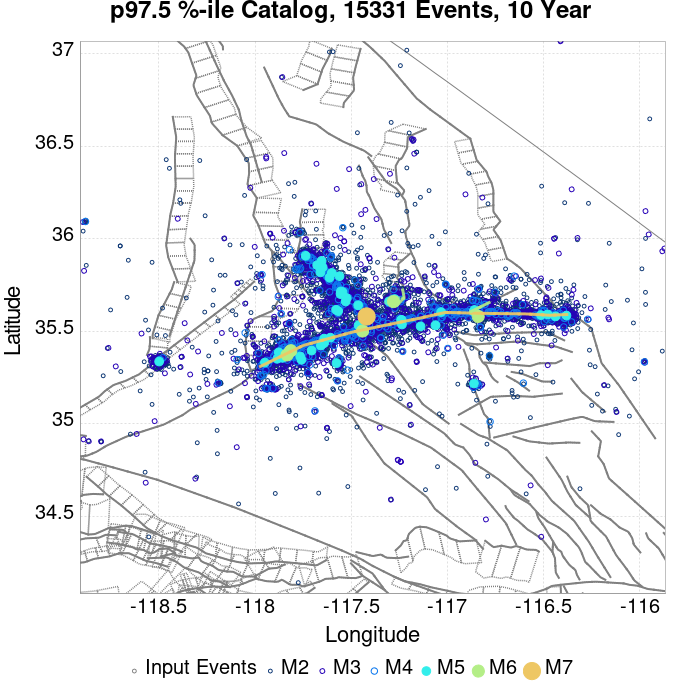 p97.5 %-ile Catalog, 15331 Events, 10 Year
37
36.5
36
35.5
35
34.5
Latitude
-118.5 -118 -117.5 -117 -116.5 -116
Longitude
Input Events M2 M3 M4 M5 M6 M7